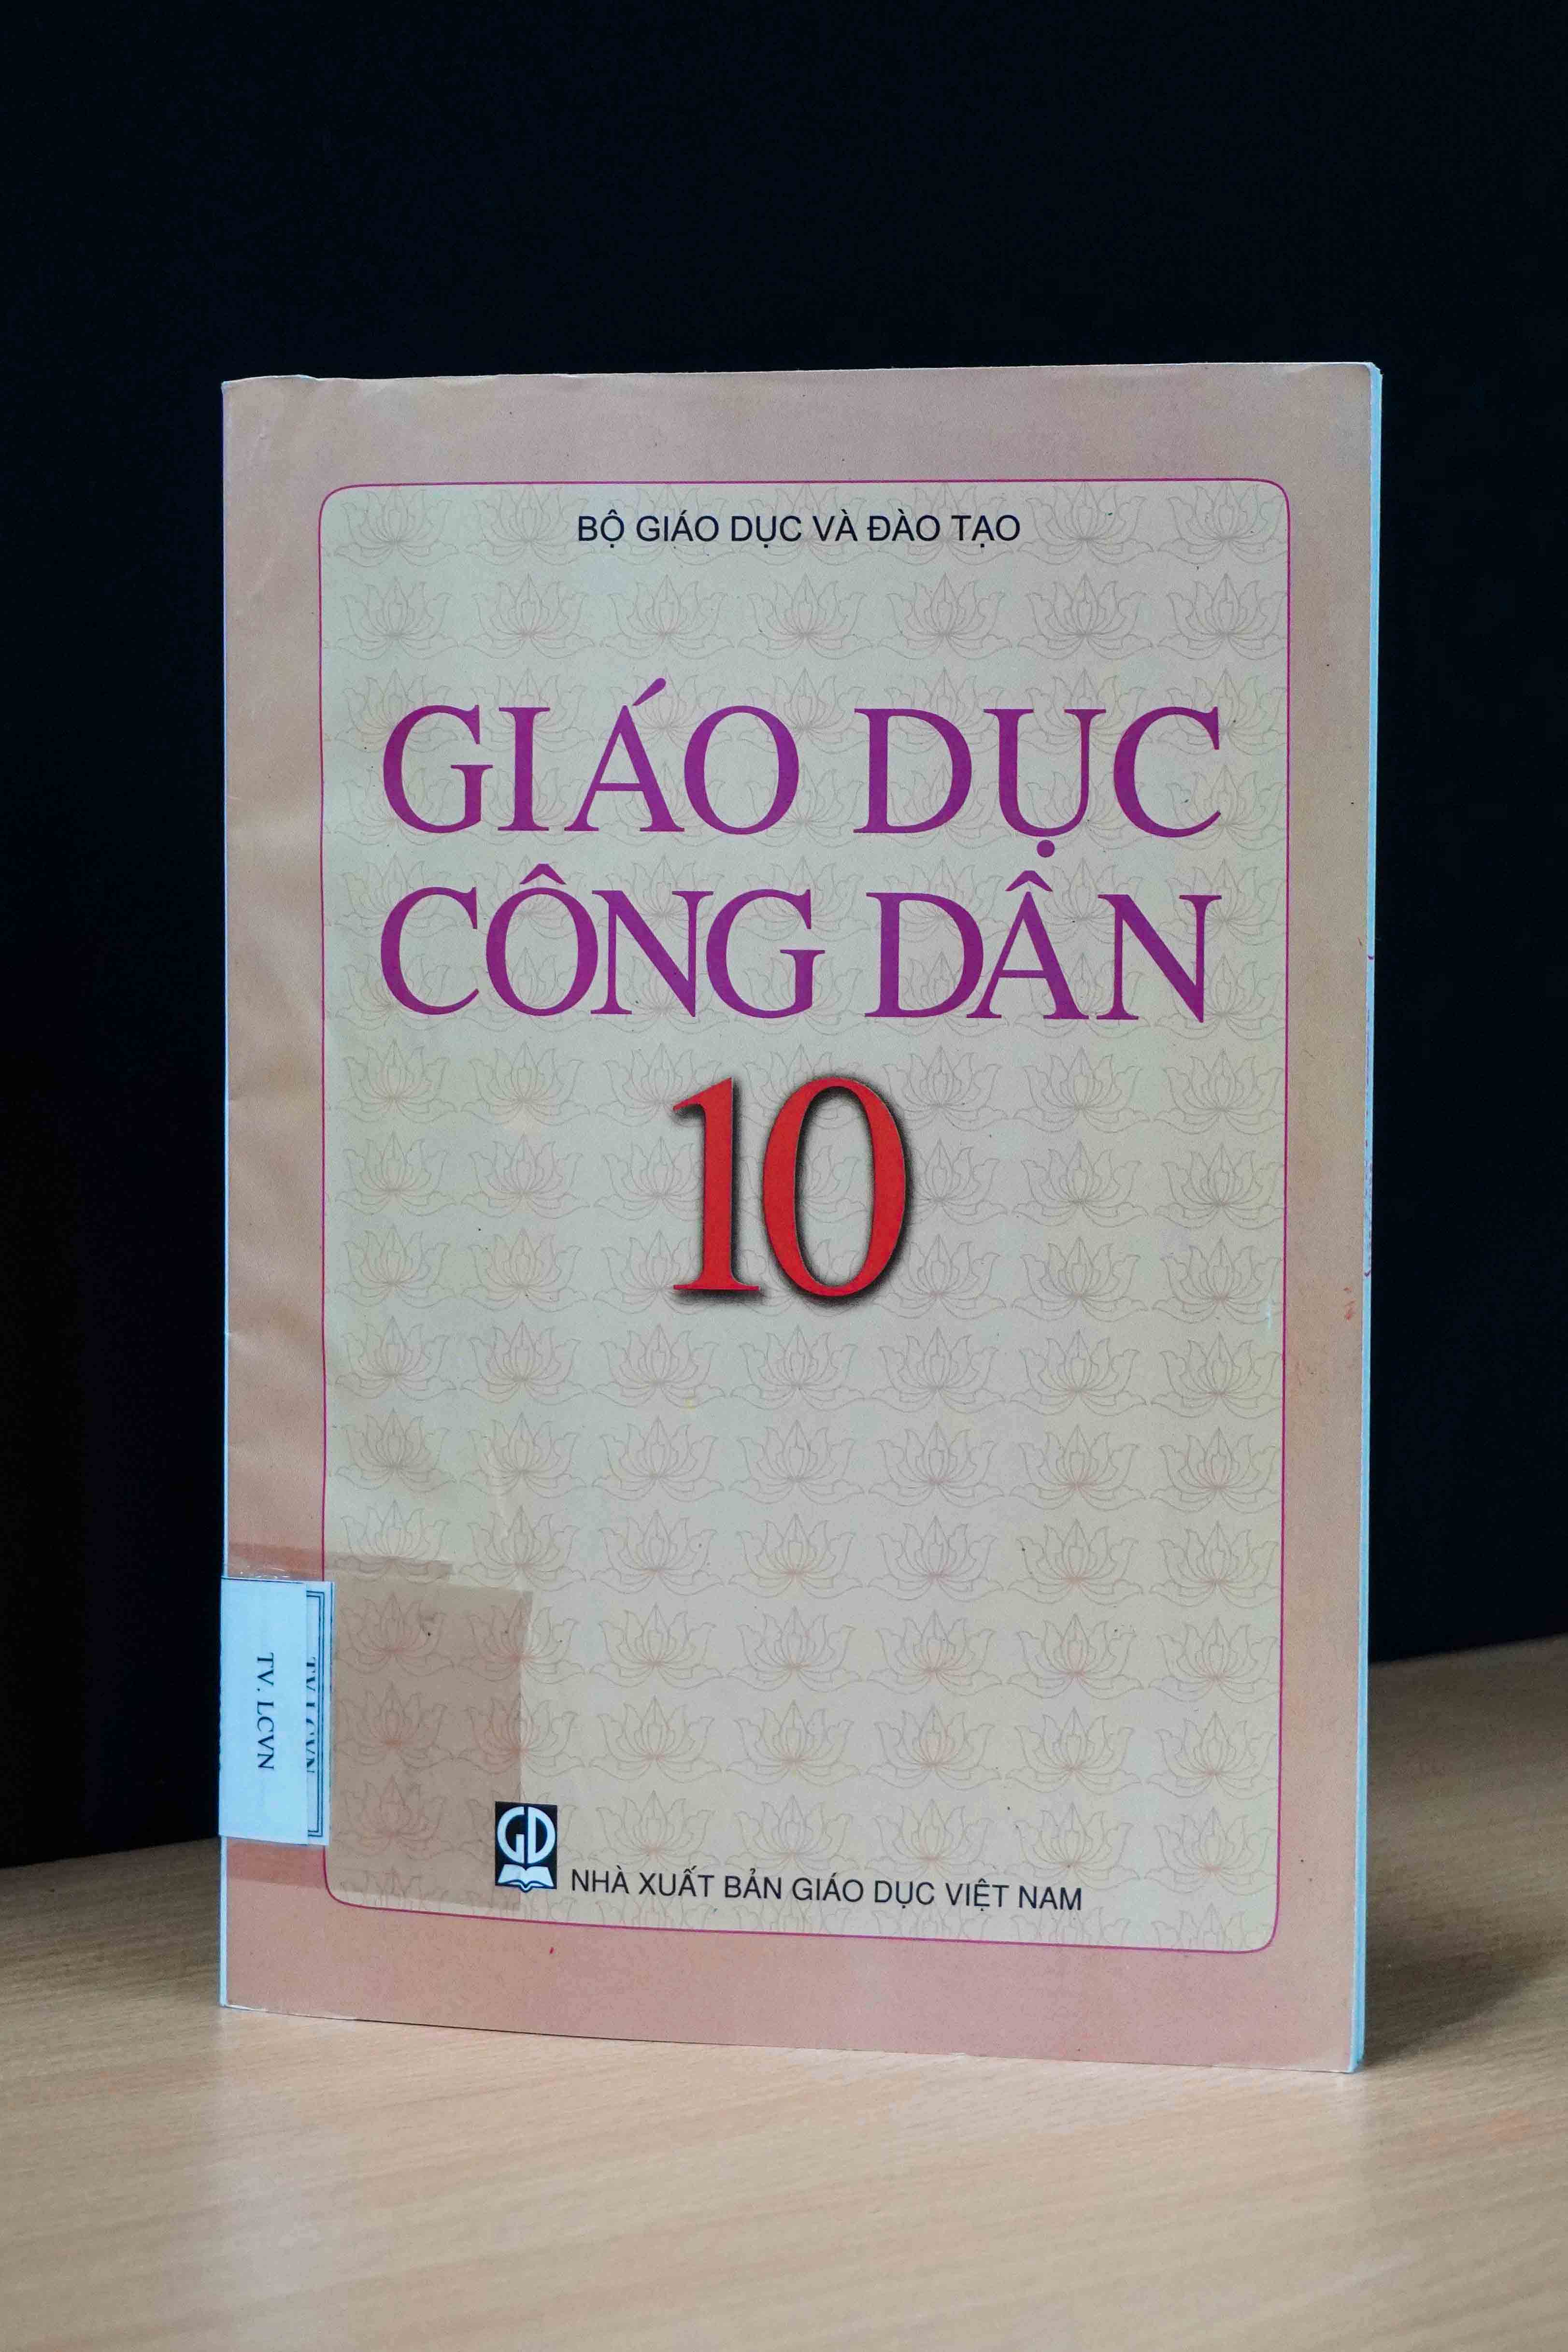 BỘ GIÁO DỤC VÀ ĐÀO TẠO
GIÁO DỤC
CÔNG DÂN
10
TV. LCVN
TV. LCVN
GD
NHÀ XUẤT BẢN GIÁO DỤC VIỆT NAM